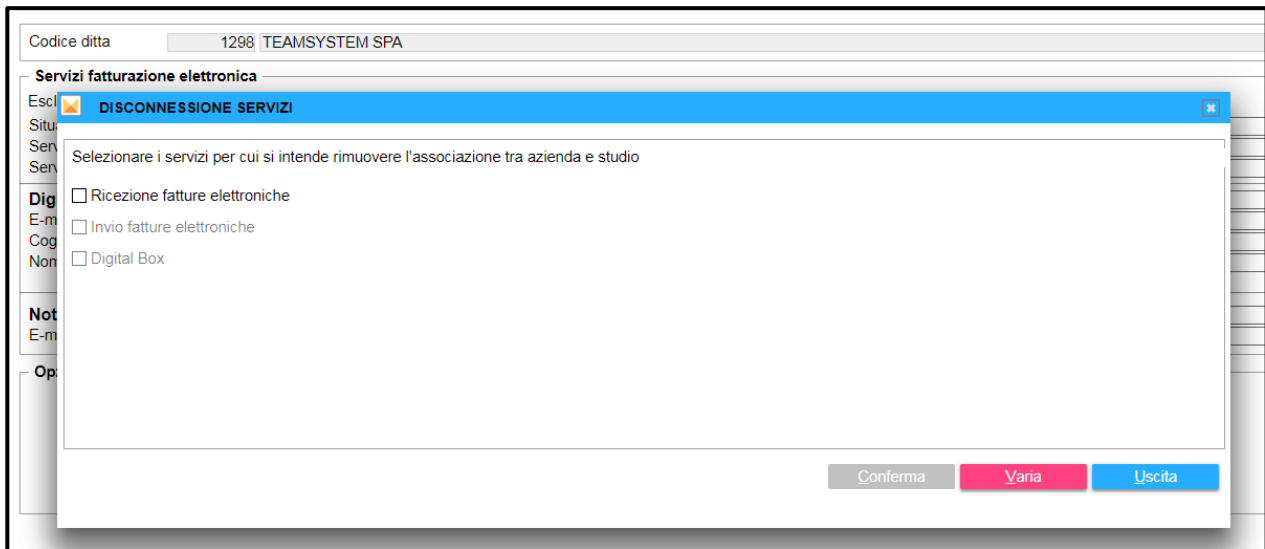 Codice ditta 1298 TEAMSYSTEM SPA
Servizi fatturazione elettronica
DISCONNESSIONE SERVIZI
Selezionare i servizi per cui si intende rimuovere l'associazione tra azienda e studio
Ricezione fatture elettroniche
Invio fatture elettroniche
Digital Box
E-m
Not
E-m
Conferma Varia Uscita